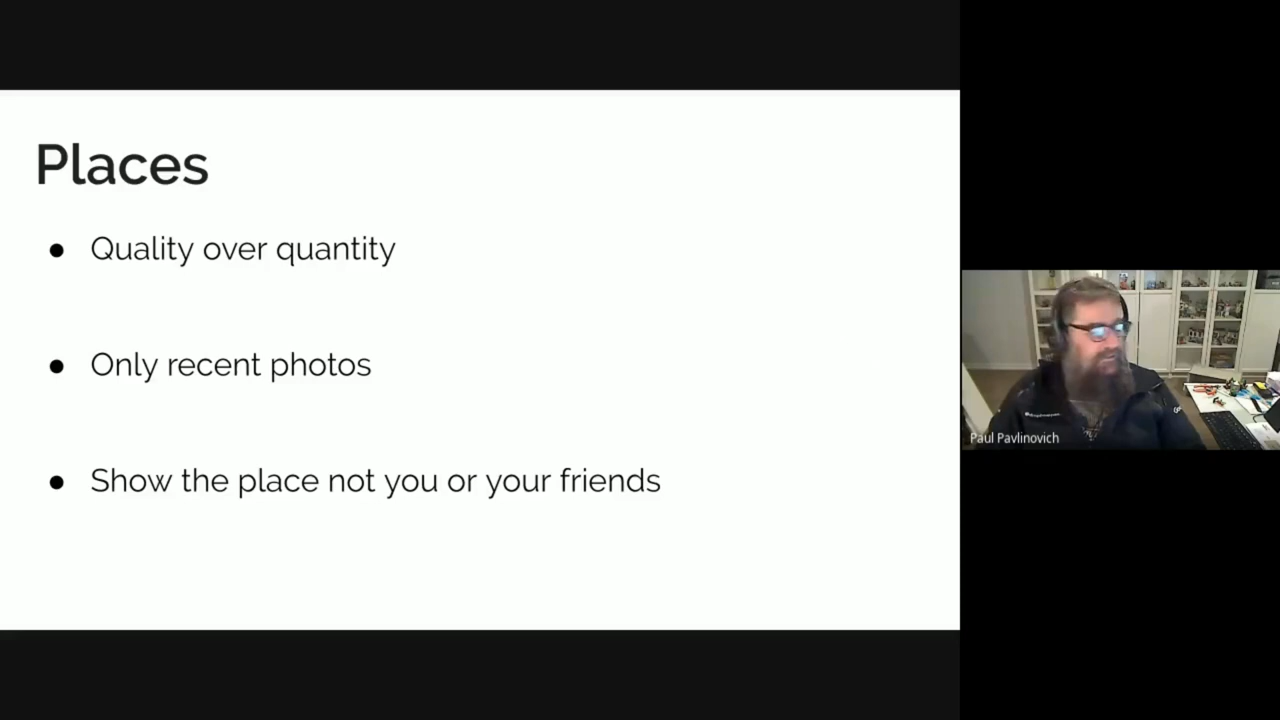 Places
● Quality over quantity
● Only recent photos
● Show the place not you or your friends
Paul Pavlinovich